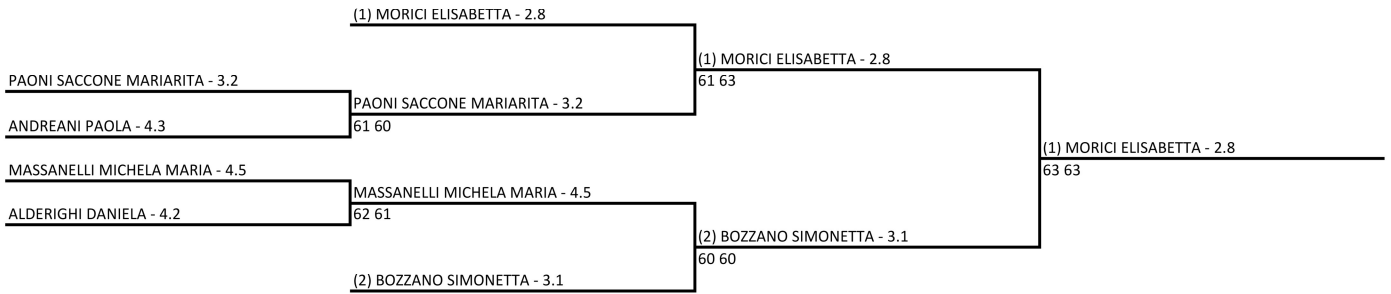 (1) MORICI ELISABETTA - 2.8
(1) MORICI ELISABETTA - 2.8
61 63
PAONI SACCONE MARIARITA - 3.2
PAONI SACCONE MARIARITA - 3.2
61 60
ANDREANI PAOLA - 4.3
(1) MORICI ELISABETTA - 2.8
63 63
MASSANELLI MICHELA MARIA - 4.5
MASSANELLI MICHELA MARIA - 4.5
62 61
ALDERIGHI DANIELA - 4.2
(2) BOZZANO SIMONETTA - 3.1
60 60
(2) BOZZANO SIMONETTA - 3.1